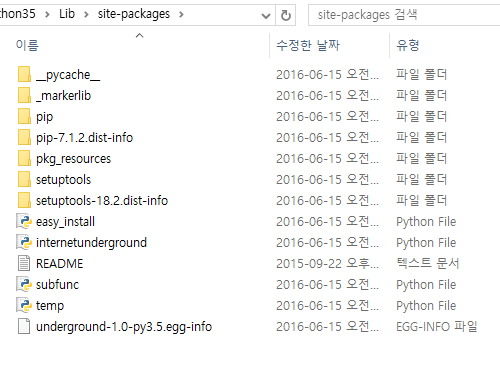 thon35 > Lib > site-packages >
site-packages 검색
이름 수정한 날짜 유형
__pycache__ 2016-06-15 오전... 파일 폴더
_markerlib 2016-06-15 오전... 파일 폴더
pip 2016-06-15 오전... 파일 폴더
pip-7.1.2.dist-info 2016-06-15 오전... 파일 폴더
pkg_resources 2016-06-15 오전... 파일 폴더
setuptools 2016-06-15 오전... 파일 폴더
setuptools-18.2.dist-info 2016-06-15 오전... 파일 폴더
easy_install 2016-06-15 오전... Python File
internetunderground 2016-06-15 오전... Python File
README 2015-09-22 오후... 텍스트 문서
subfunc 2016-06-15 오전... Python File
temp 2016-06-15 오전... Python File
underground-1.0-py3.5.egg-info 2016-06-15 오전... EGG-INFO 파일